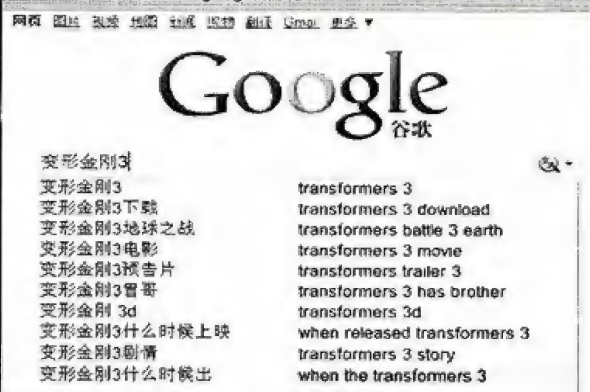 网页 图片 视频 地图 新闻 购物 翻译 Gmail 更多 ▼
Google
谷歌
变形金刚3
变形金刚3 transformers 3
变形金刚3下载 transformers 3 download
变形金刚3地球之战 transformers battle 3 earth
变形金刚3电影 transformers 3 movie
变形金刚3预告片 transformers trailer 3
变形金刚3冒哥 transformers 3 has brother
变形金刚 3d transformers 3d
变形金刚3什么时候上映 when released transformers 3
变形金刚3剧情 transformers 3 story
变形金刚3什么时候出 when the transformers 3